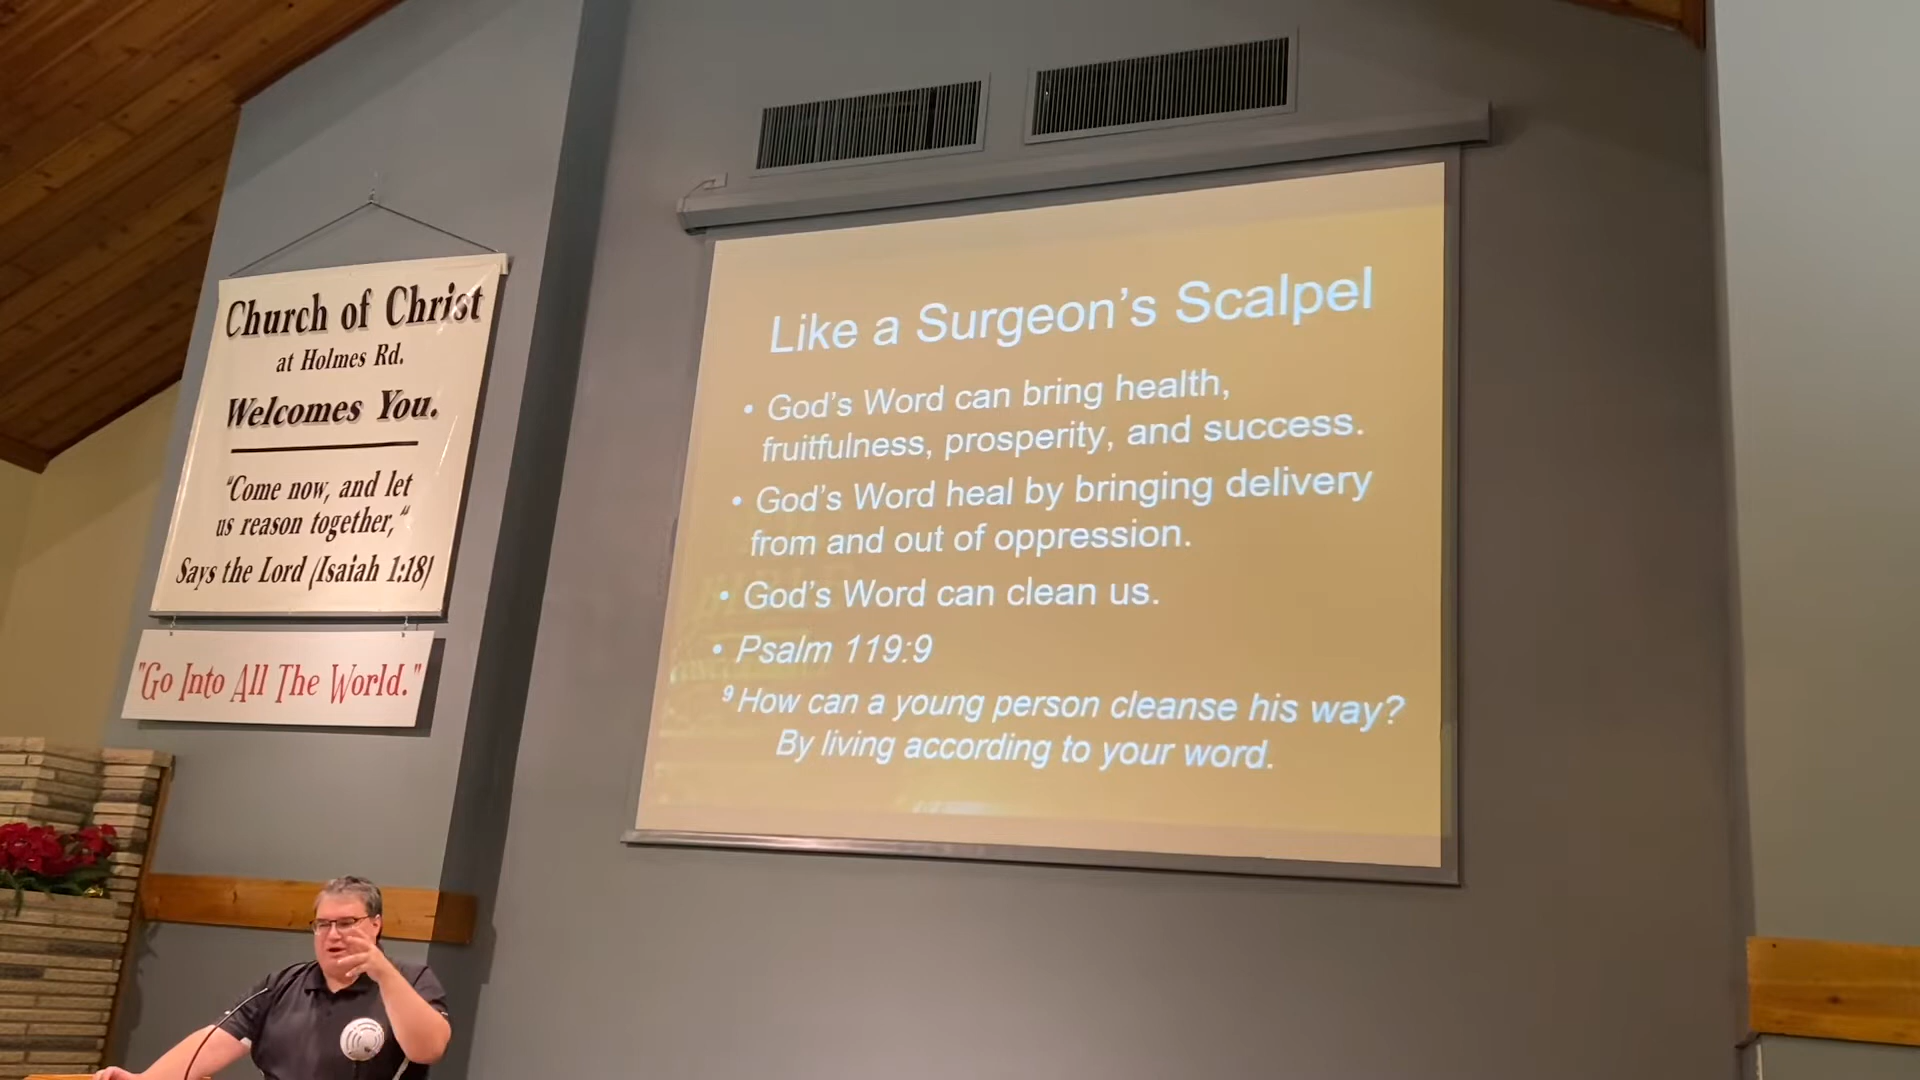 Church of Christ
at Holmes Rd.
Welcomes You.
"Come now, and let
us reason together,"
Says the Lord (Isaiah 1:18)
"Go Into All The World."
Like a Surgeon's Scalpel
• God's Word can bring health,
fruitfulness, prosperity, and success.
• God's Word heal by bringing delivery
from and out of oppression.
• God's Word can clean us.
• Psalm 119:9
9 How can a young person cleanse his way?
By living according to your word.